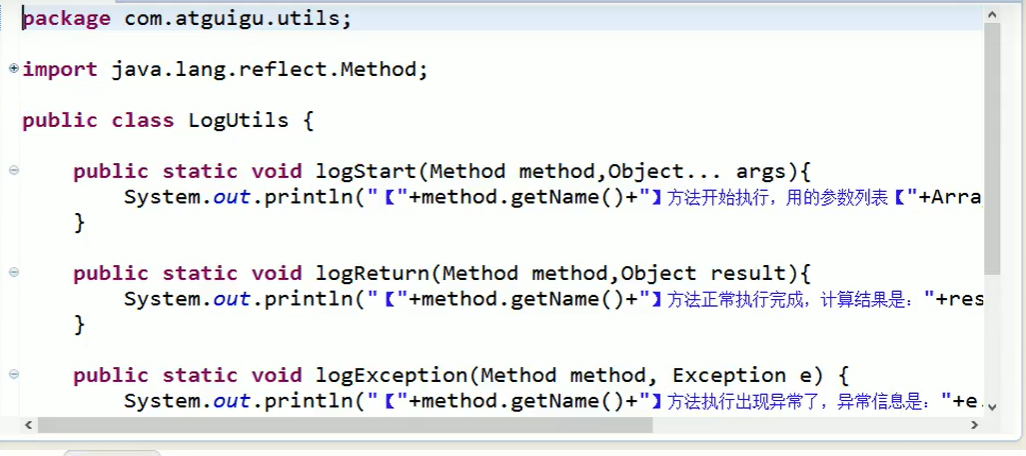 package com.atguigu.utils;
import java.lang.reflect.Method;
public class LogUtils {
public static void logStart(Method method,Object... args){
System.out.println("【"+method.getName()+"】方法开始执行，用的参数列表【"+Arra
}
public static void logReturn(Method method,Object result){
System.out.println("【"+method.getName()+"】方法正常执行完成，计算结果是："+res
}
public static void logException(Method method, Exception e) {
System.out.println("【"+method.getName()+"】方法执行出现异常了，异常信息是："+e.